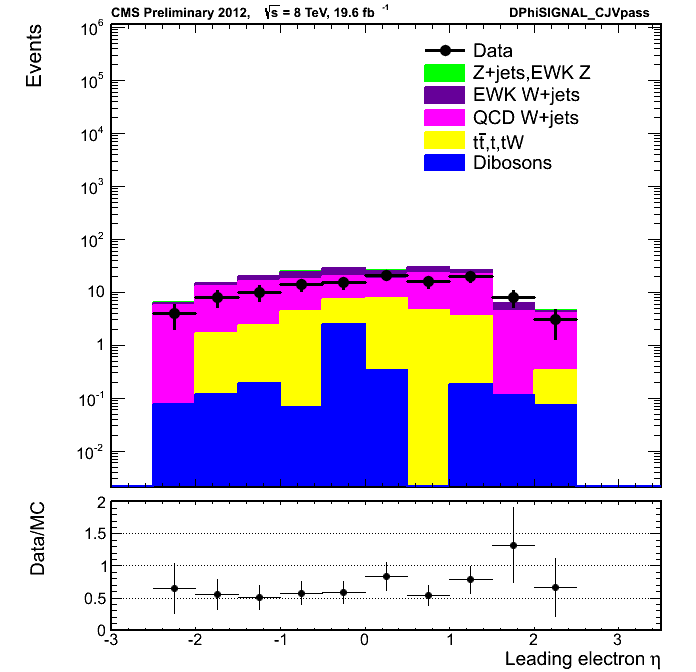 CMS Preliminary 2012, √s = 8 TeV, 19.6 fb⁻¹ DPhiSIGNAL_CJVpass
Events
10⁶
10⁵
10⁴
10³
10²
10
1
10⁻¹
10⁻²
Data
Z+jets,EWK Z
EWK W+jets
QCD W+jets
tt̄,t,tW
Dibosons
Data/MC
2
1.5
1
0.5
0
-3 -2 -1 0 1 2 3
Leading electron η